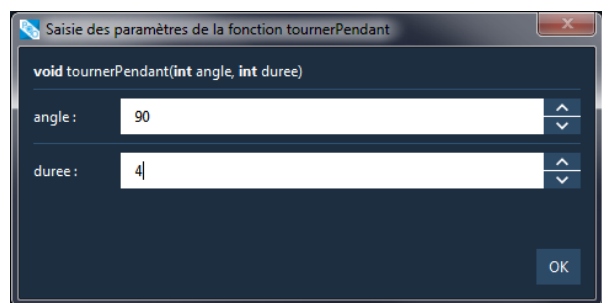 Saisie des paramètres de la fonction tournerPendant
void tournerPendant(int angle, int duree)
angle : 90
duree : 4
OK